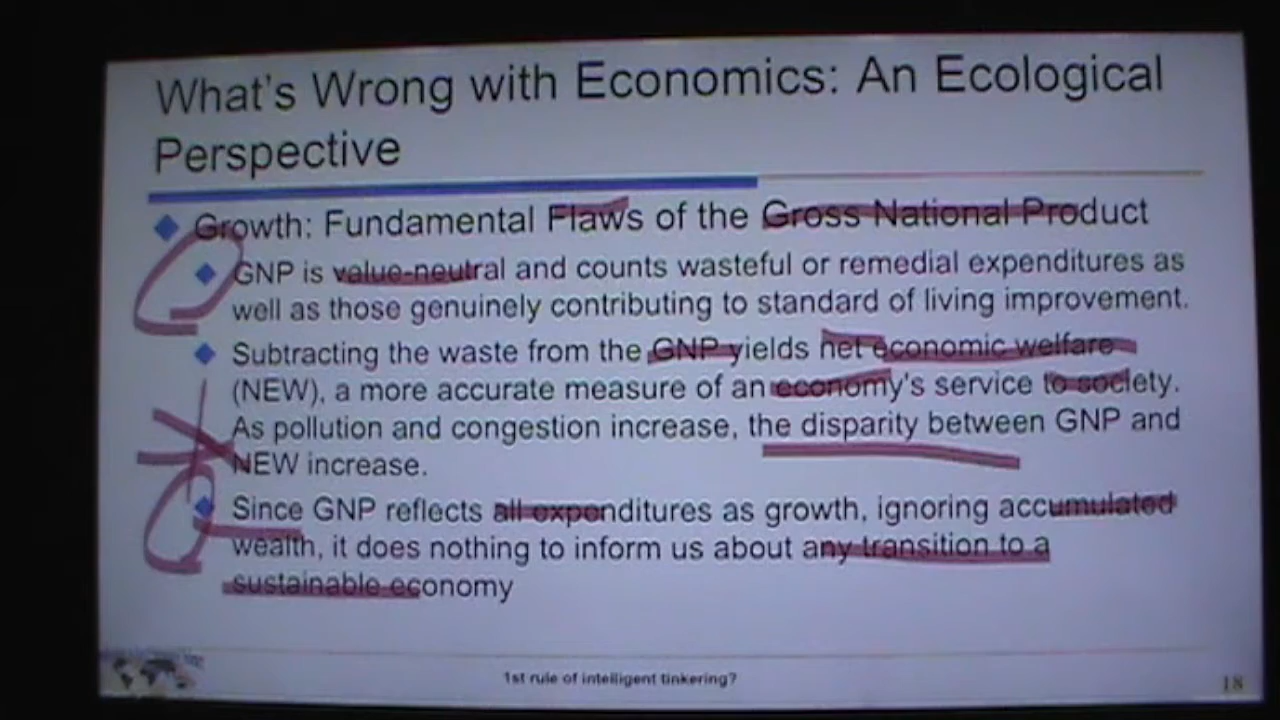 What's Wrong with Economics: An Ecological
Perspective
Growth: Fundamental Flaws of the Gross National Product
GNP is value-neutral and counts wasteful or remedial expenditures as
well as those genuinely contributing to standard of living improvement.
Subtracting the waste from the GNP yields net economic welfare
(NEW), a more accurate measure of an economy's service to society.
As pollution and congestion increase, the disparity between GNP and
NEW increase.
Since GNP reflects all expenditures as growth, ignoring accumulated
wealth, it does nothing to inform us about any transition to a
sustainable economy
1st rule of intelligent tinkering?
18